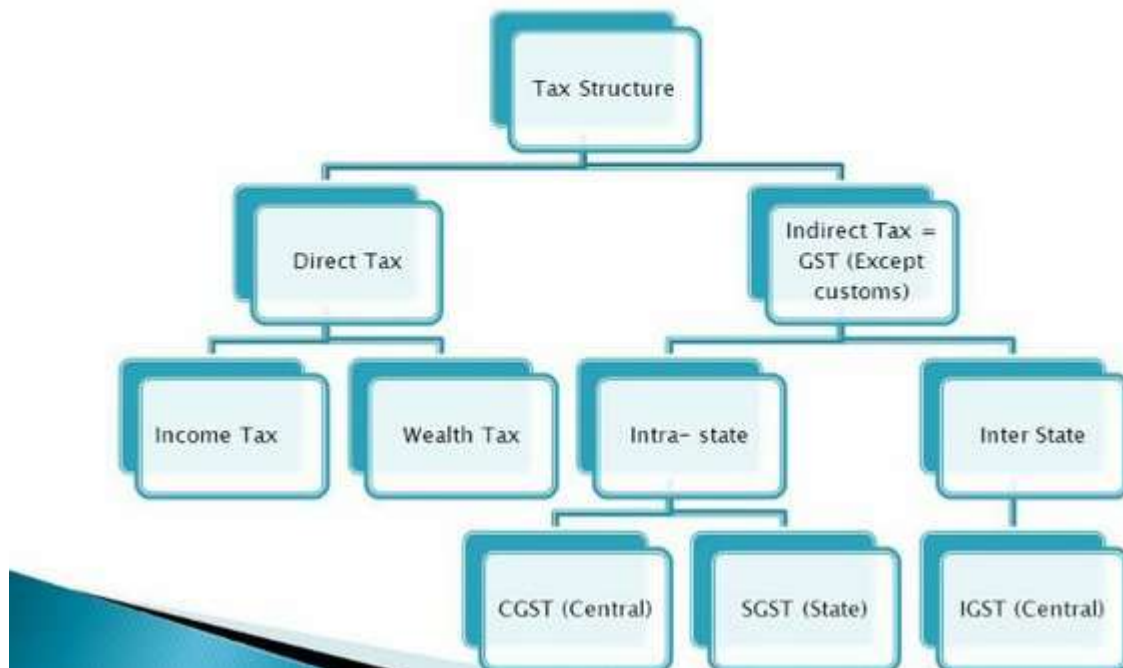 Tax Structure
Direct Tax
Indirect Tax =
GST (Except
customs)
Income Tax
Wealth Tax
Intra- state
Inter State
CGST (Central)
SGST (State)
IGST (Central)